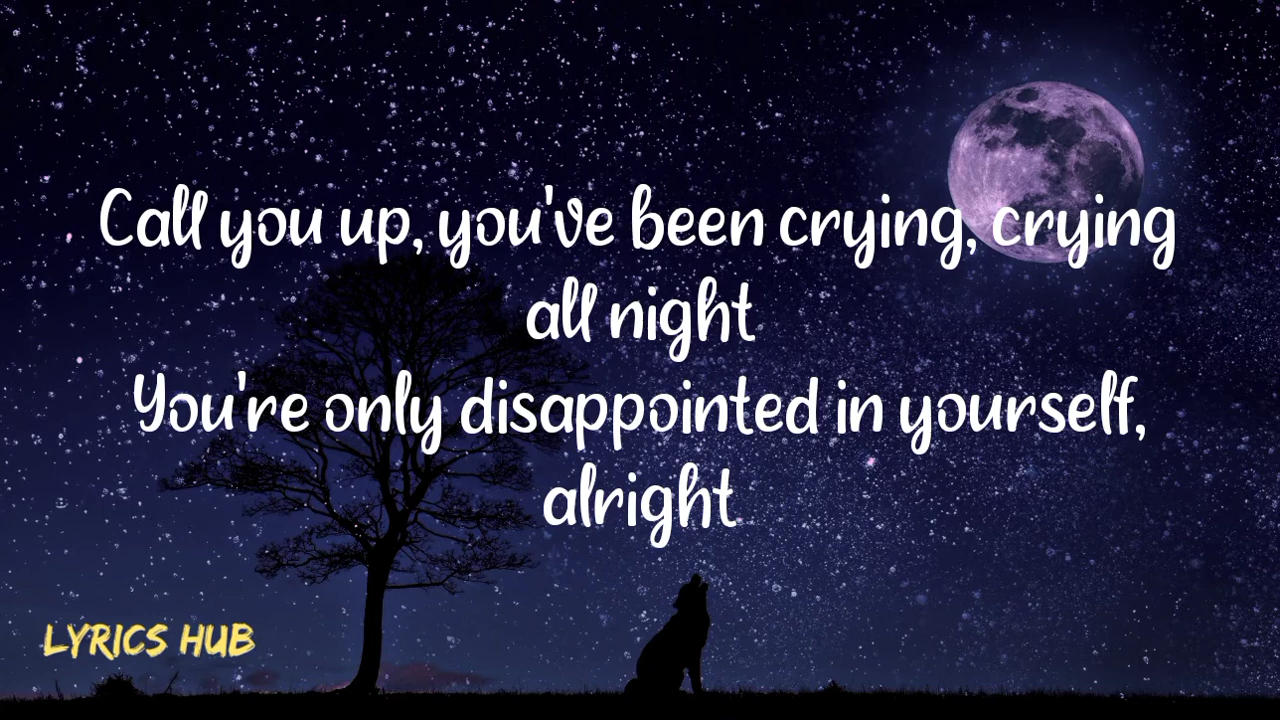 Call you up, you've been crying, crying
all night
You're only disappointed in yourself,
alright
LYRICS HUB